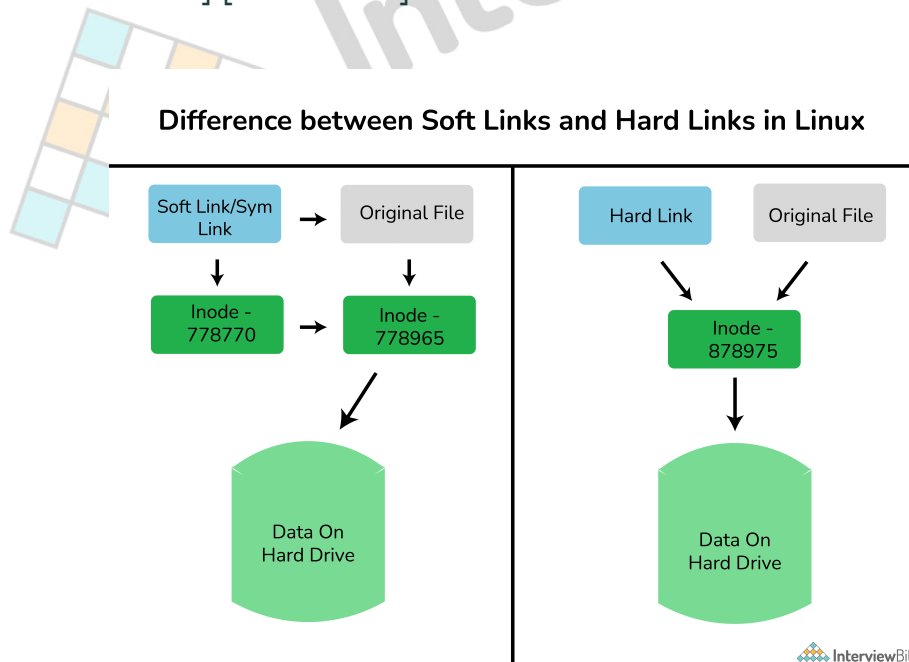 Difference between Soft Links and Hard Links in Linux
Soft Link/Sym
Link
Original File
Inode -
778770
Inode -
778965
Data On
Hard Drive
Hard Link
Original File
Inode -
878975
Data On
Hard Drive